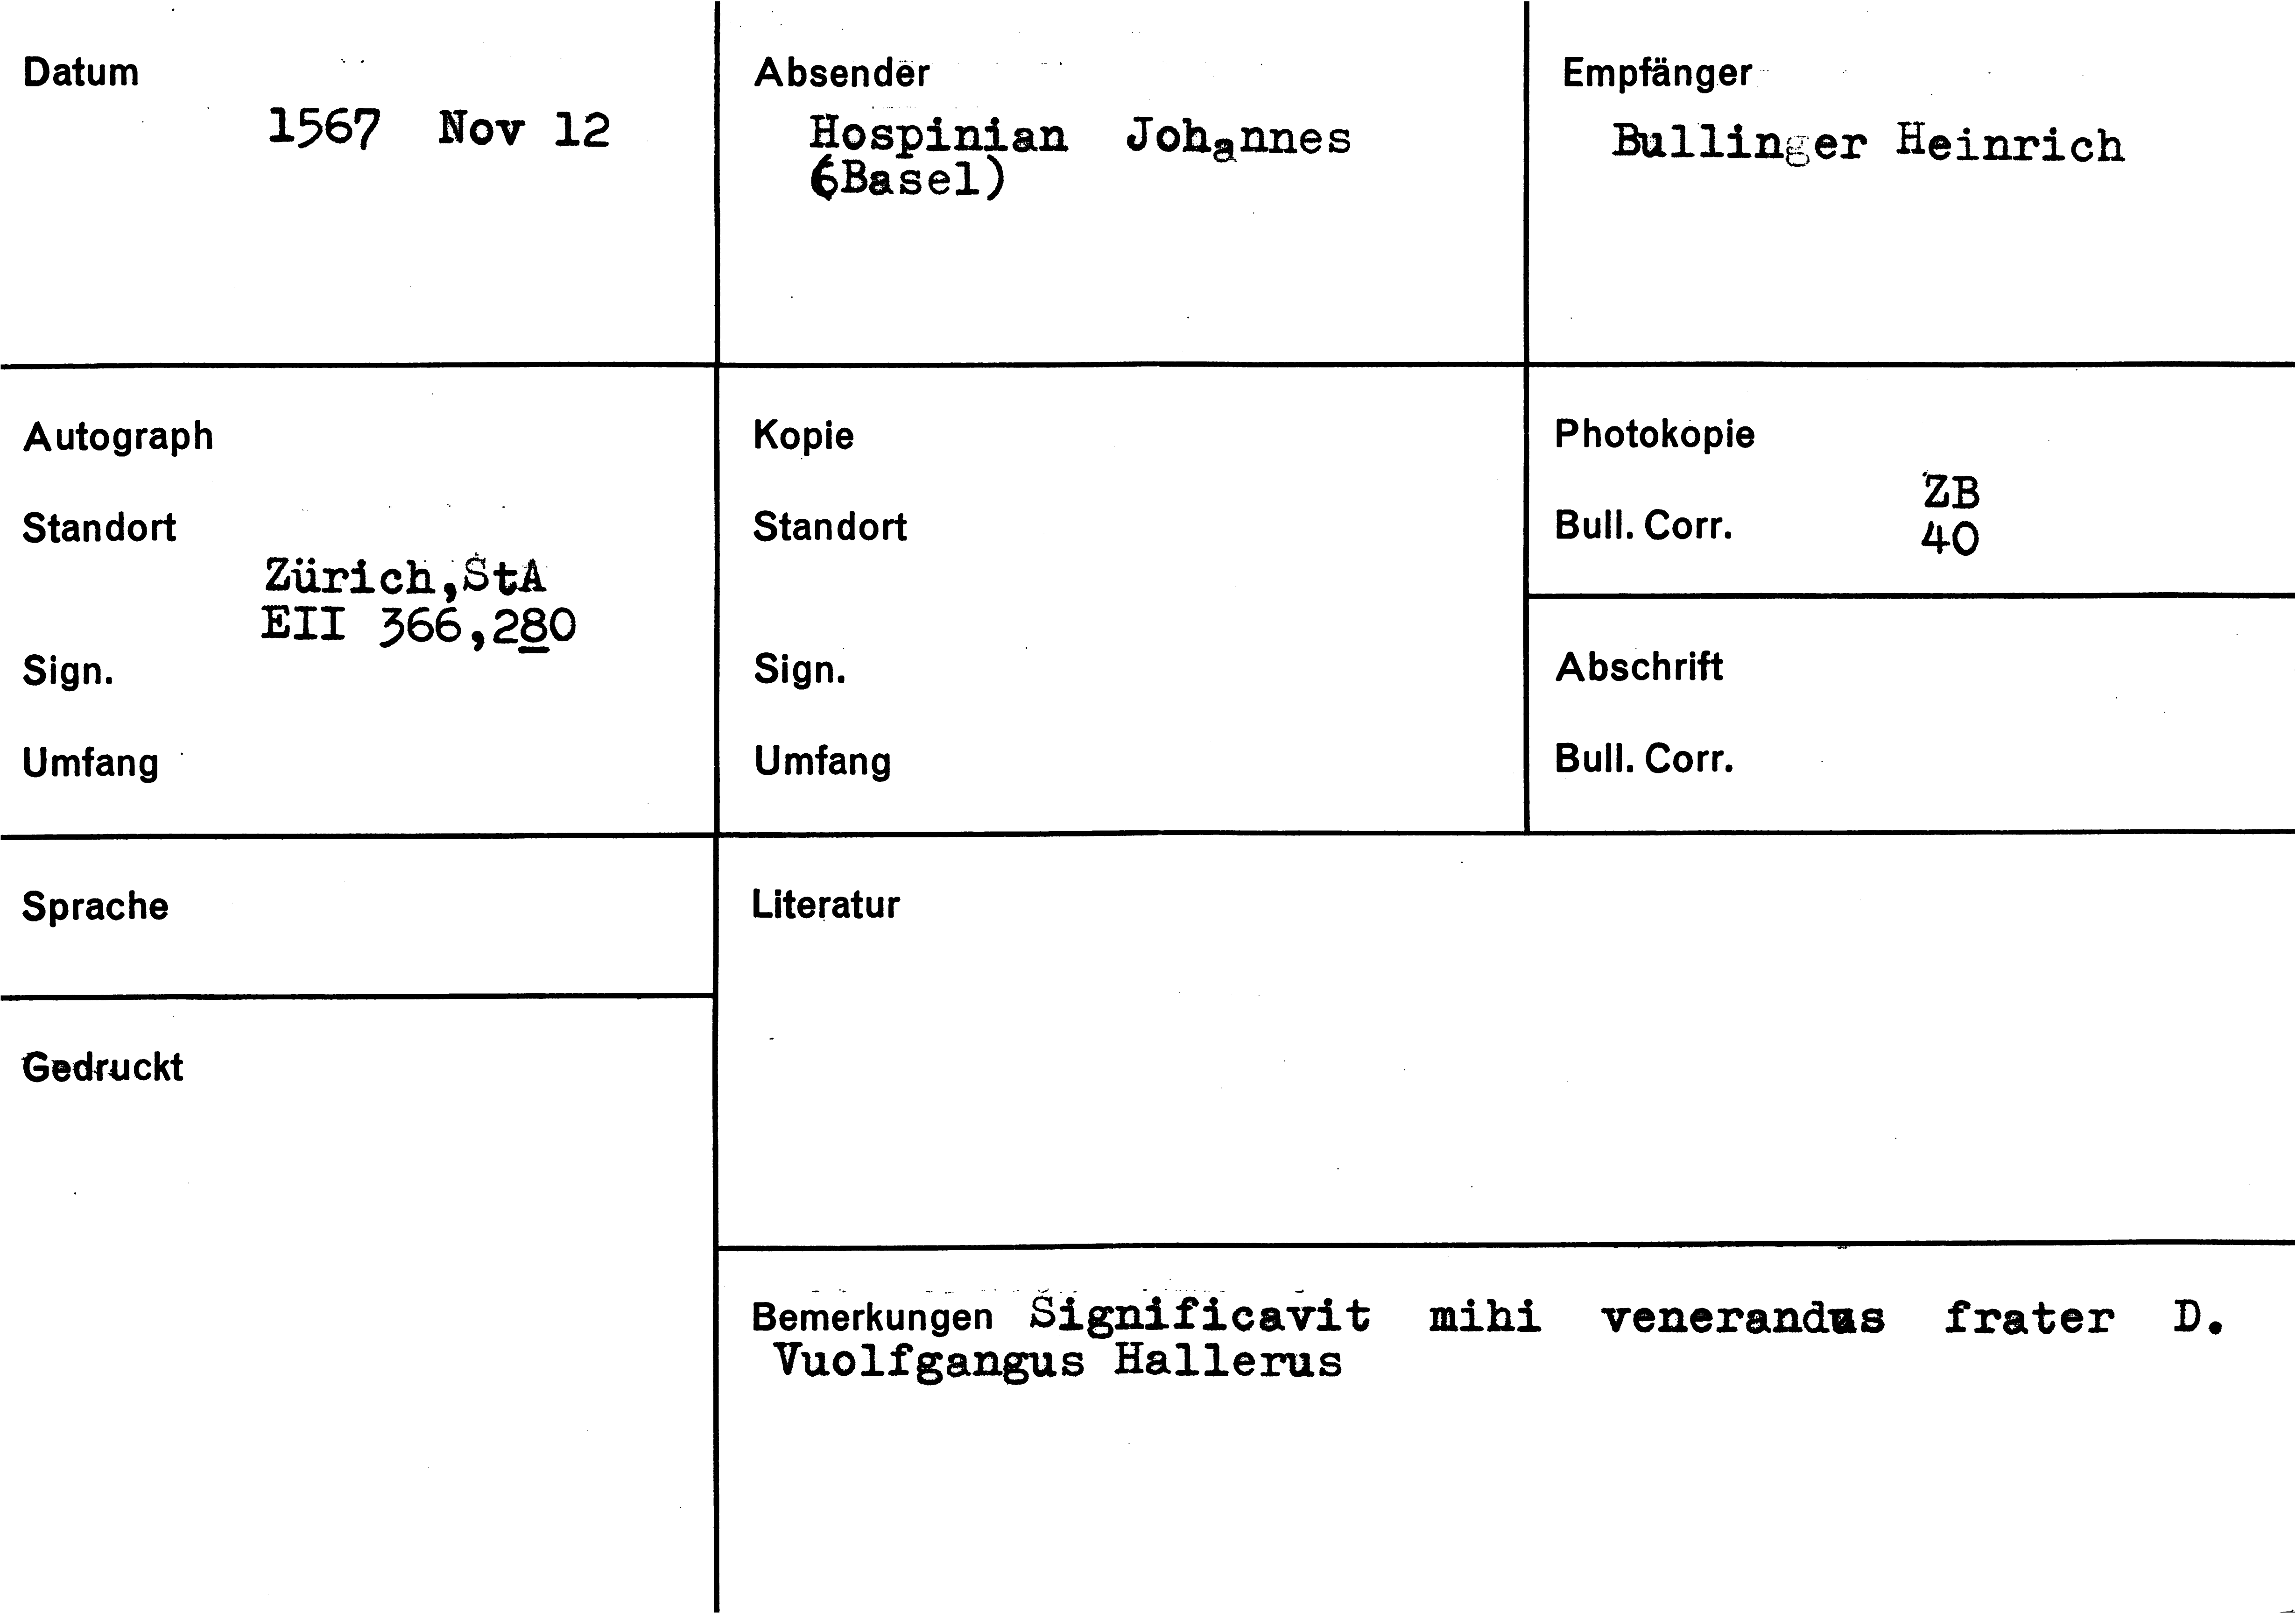 Datum
1567 Nov 12
Absender
Hospinian Johannes
(Basel)
Empfänger
Bullinger Heinrich
Autograph
Standort
Zürich,StA
EII 366,280
Sign.
Umfang
Kopie
Standort
Sign.
Umfang
Photokopie
ZB
Bull. Corr. 40
Abschrift
Bull. Corr.
Sprache
Literatur
Gedruckt
Bemerkungen Significavit mihi venerandus frater D.
Vuolfgangus Hallerus